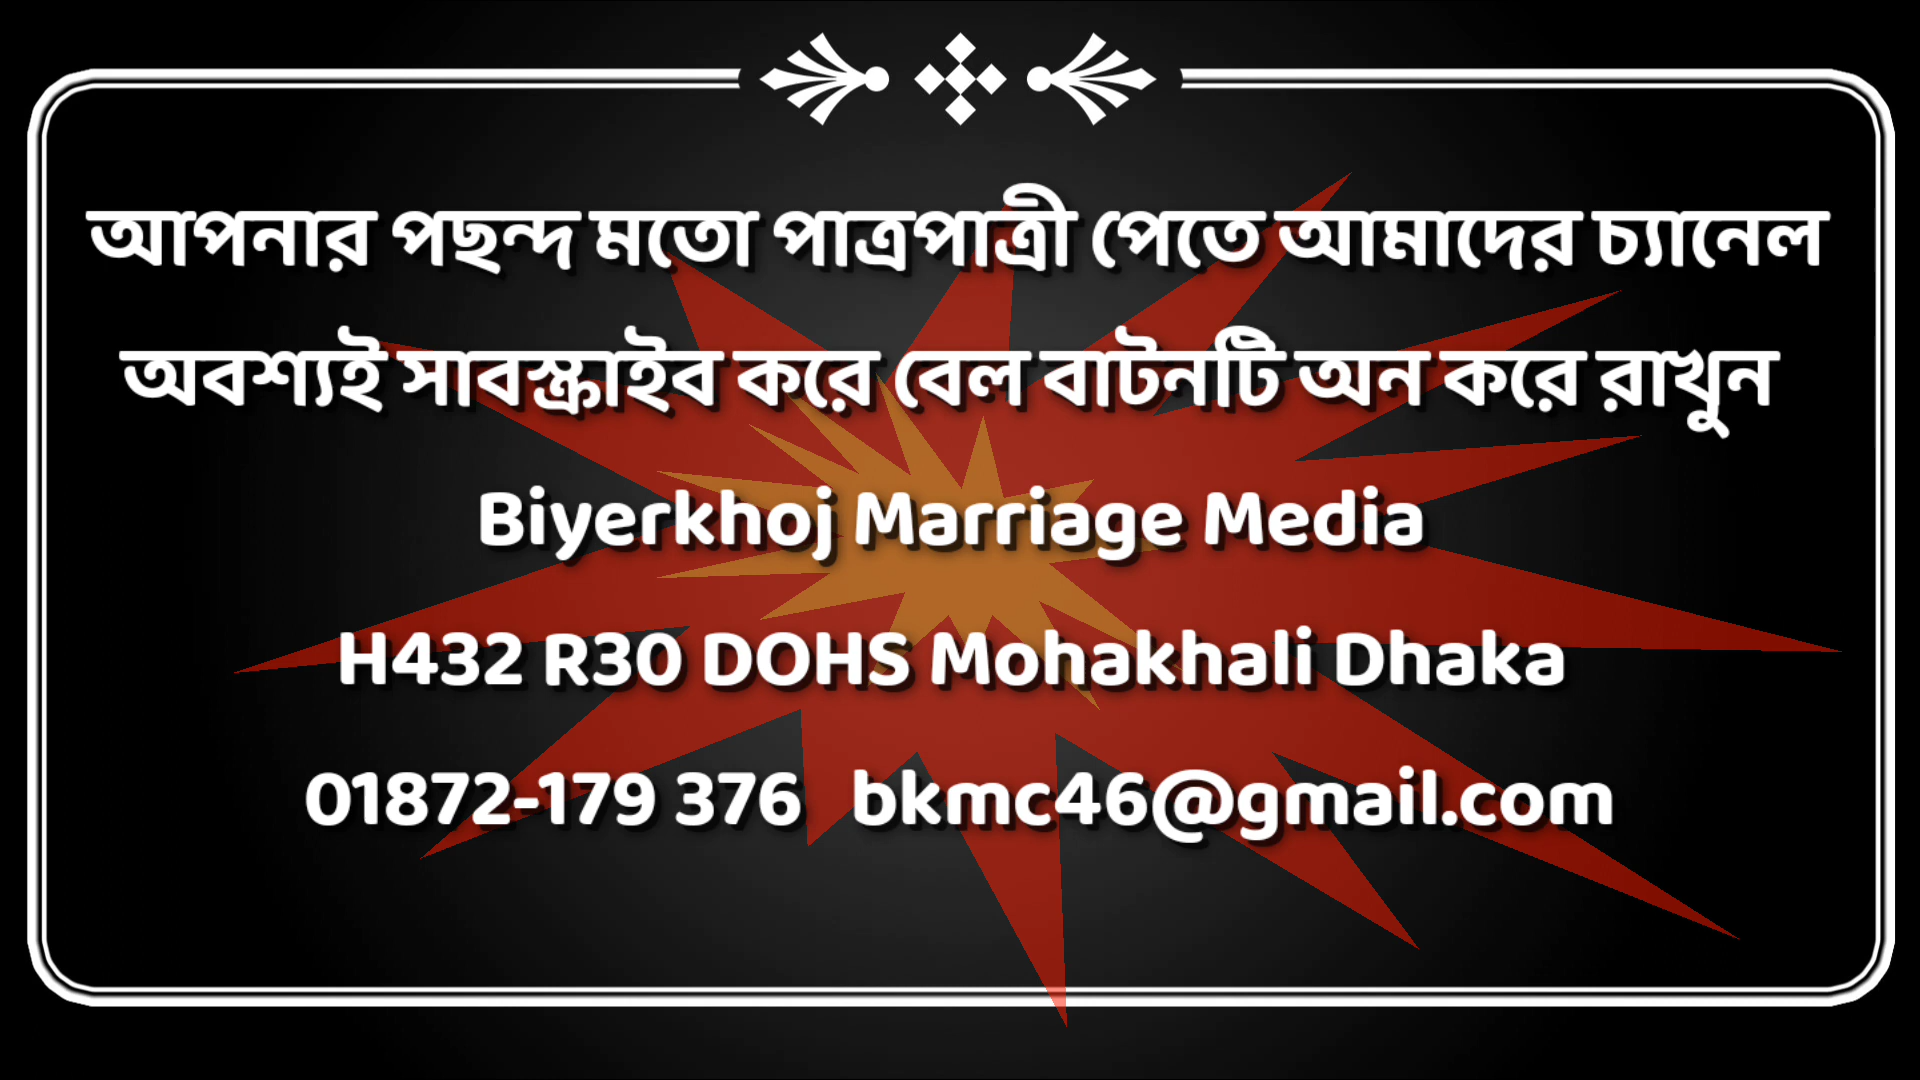 আপনার পছন্দ মতো পাত্রপাত্রী পেতে আমাদের চ্যানেল
অবশ্যই সাবস্ক্রাইব করে বেল বাটনটি অন করে রাখুন
Biyerkhoj Marriage Media
H432 R30 DOHS Mohakhali Dhaka
01872-179 376 bkmc46@gmail.com